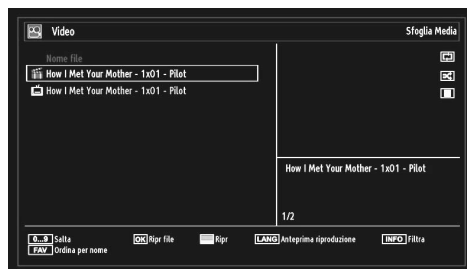 Video
Sfoglia Media
Nome file
How I Met Your Mother - 1x01 - Pilot
How I Met Your Mother - 1x01 - Pilot
How I Met Your Mother - 1x01 - Pilot
1/2
0...9 Salta OK Ripr file Ripr LANG Anteprima riproduzione INFO Filtra
FAV Ordina per nome